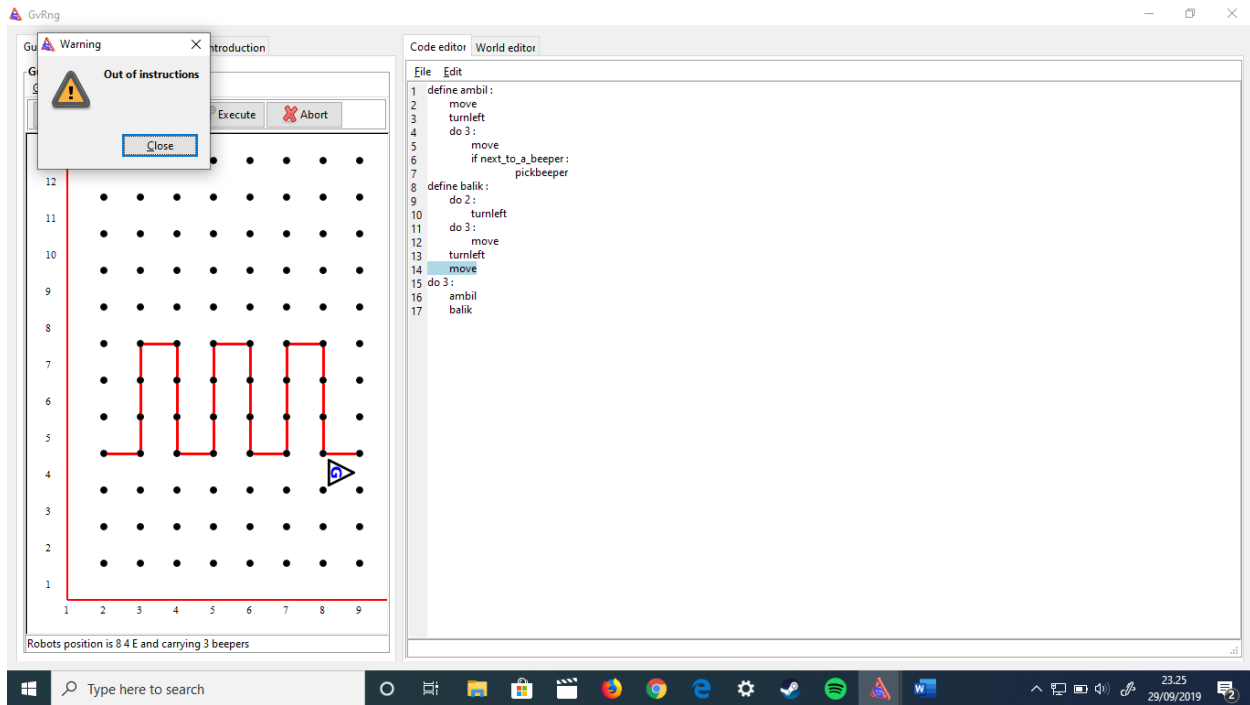 GvRng
Gu
Warning
ntroduction
Out of instructions
Close
G
G
Execute
Abort
12
11
10
9
8
7
6
5
4
3
2
1
G
1 2 3 4 5 6 7 8 9
Robots position is 8 4 E and carrying 3 beepers
Code editor World editor
File Edit
1 define ambil :
2 move
3 turnleft
4 do 3 :
5 move
6 if next_to_a_beeper :
7 pickbeeper
8 define balik :
9 do 2 :
10 turnleft
11 do 3 :
12 move
13 turnleft
14 move
15 do 3 :
16 ambil
17 balik
Type here to search
23.25
29/09/2019
2